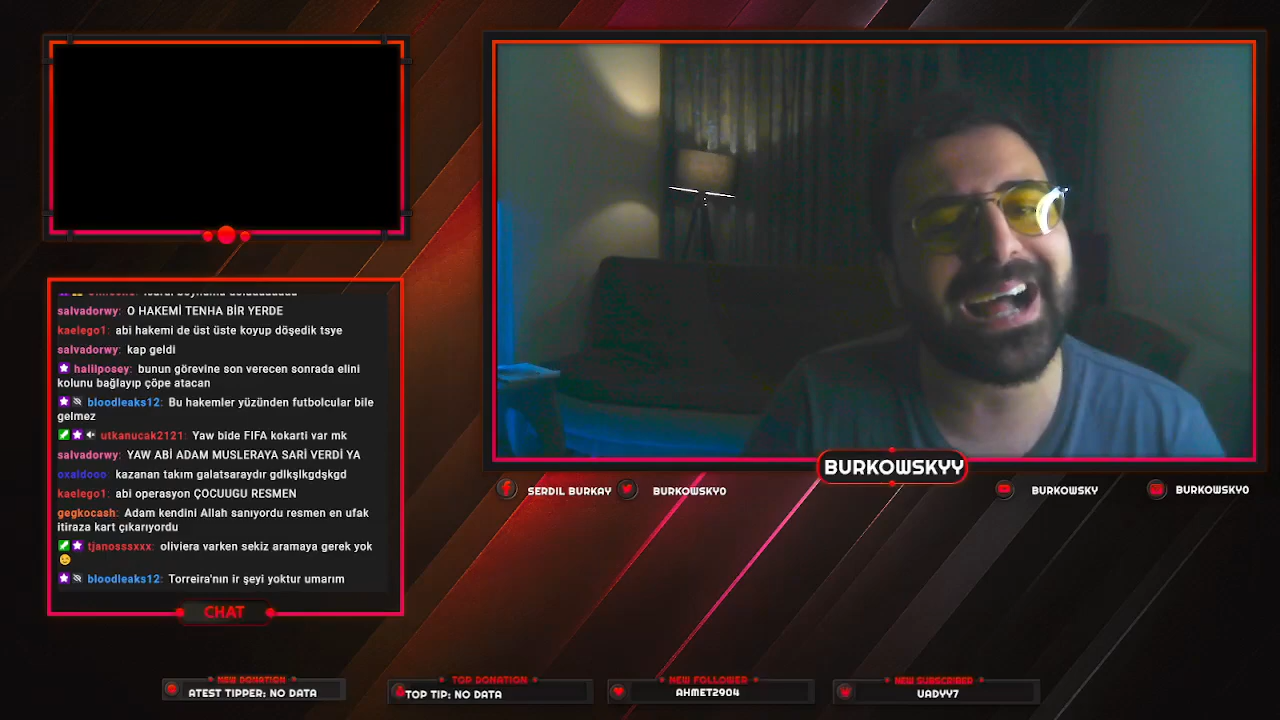 salvadorwy: O HAKEMİ TENHA BİR YERDE
kaelego1: abi hakemi de üst üste koyup döşedik tsye
salvadorwy: kap geldi
halilposey: bunun görevine son verecen sonrada elini
kolunu bağlayıp çöpe atacan
bloodleaks12: Bu hakemler yüzünden futbolcular bile
gelmez
utkanucak2121: Yaw bide FIFA kokarti var mk
salvadorwy: YAW ABİ ADAM MUSLERAYA SARİ VERDİ YA
oxaldooo: kazanan takım galatsaraydır gdlkşlkgdşkgd
kaelego1: abi operasyon ÇOCUUGU RESMEN
gegkocash: Adam kendini Allah sanıyordu resmen en ufak
itiraza kart çıkarıyordu
tjanosssxxx: oliviera varken sekiz aramaya gerek yok
bloodleaks12: Torreira'nın ir şeyi yoktur umarım
CHAT
BURKOWSKYY
SERDIL BURKAY
BURKOWSKY0
BURKOWSKY
BURKOWSKY0
NEW DONATION
ATEST TIPPER: NO DATA
TOP DONATION
TOP TIP: NO DATA
NEW FOLLOWER
AHMET2904
NEW SUBSCRIBED
UADYY7